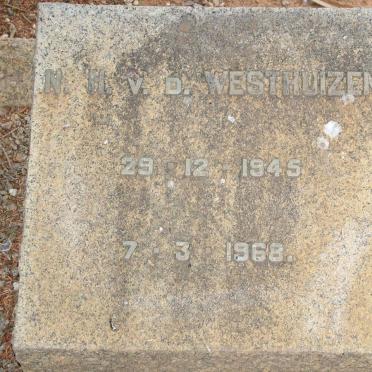 N. H. v. D. WESTHUIZEN
29 - 12 - 1945
7 - 3 - 1968.